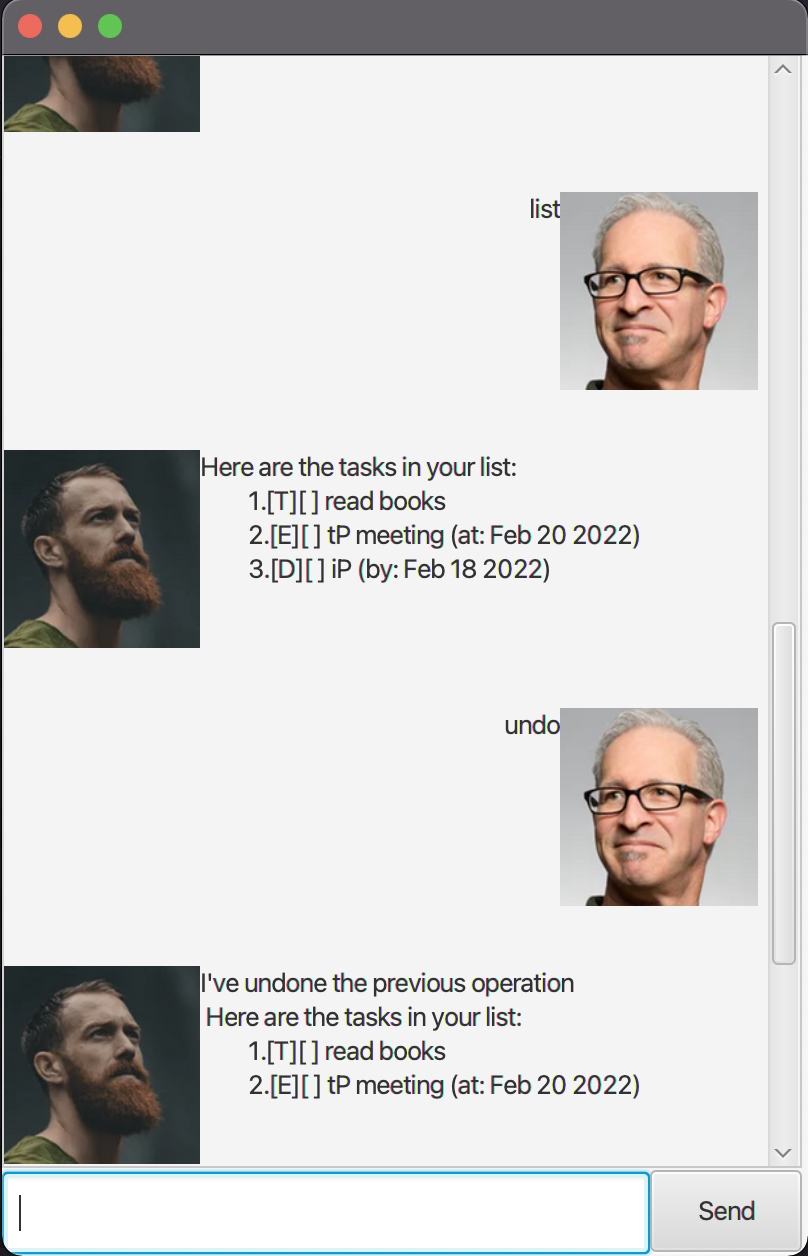 list
Here are the tasks in your list:
1.[T][ ] read books
2.[E][ ] tP meeting (at: Feb 20 2022)
3.[D][ ] iP (by: Feb 18 2022)
undo
I've undone the previous operation
Here are the tasks in your list:
1.[T][ ] read books
2.[E][ ] tP meeting (at: Feb 20 2022)
Send